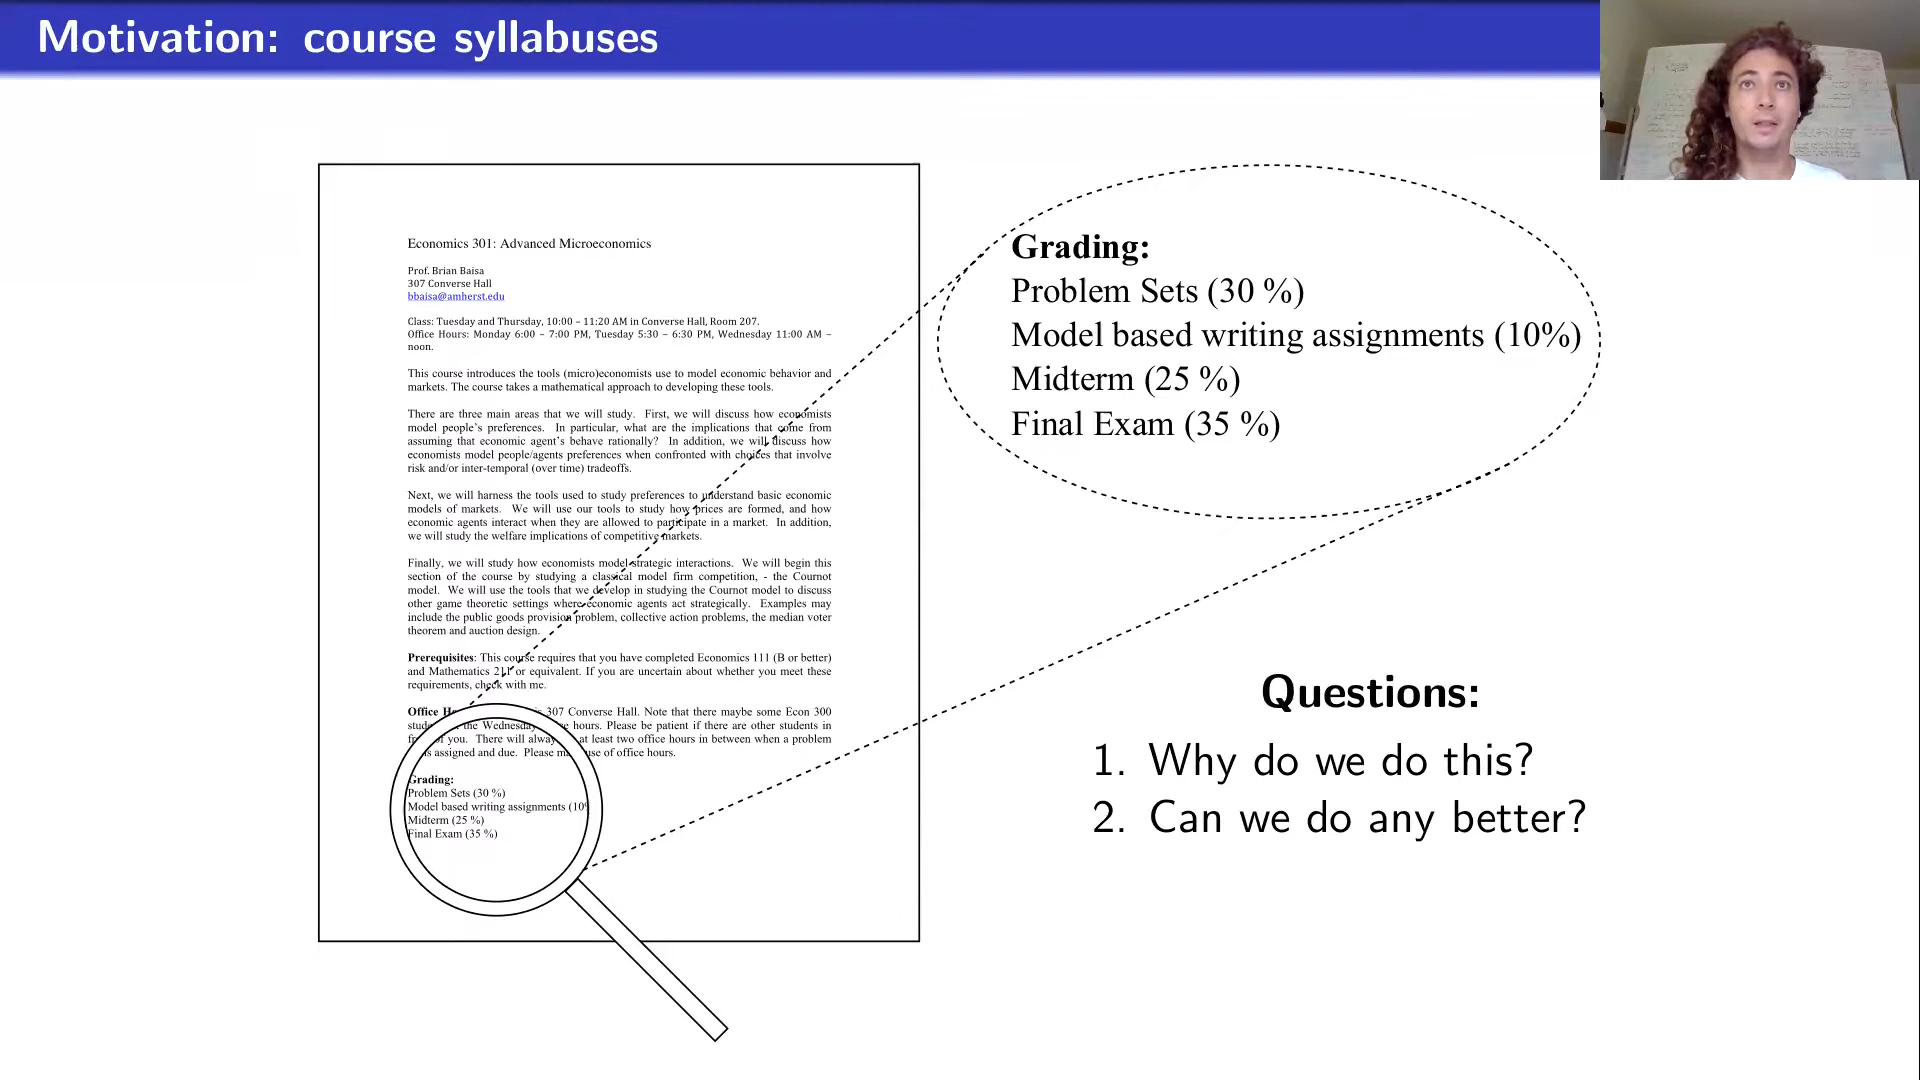 Motivation: course syllabuses
Economics 301: Advanced Microeconomics
Prof. Brian Baisa
307 Converse Hall
bbaisa@amherst.edu
Class: Tuesday and Thursday, 10:00 – 11:20 AM in Converse Hall, Room 207.
Office Hours: Monday 6:00 – 7:00 PM, Tuesday 5:30 – 6:30 PM, Wednesday 11:00 AM –
noon.
This course introduces the tools (micro)economists use to model economic behavior and
markets. The course takes a mathematical approach to developing these tools.
There are three main areas that we will study. First, we will discuss how economists
model people's preferences. In particular, what are the implications that come from
assuming that economic agent's behave rationally? In addition, we will discuss how
economists model people/agents preferences when confronted with choices that involve
risk and/or inter-temporal (over time) tradeoffs.
Next, we will harness the tools used to study preferences to understand basic economic
models of markets. We will use our tools to study how prices are formed, and how
economic agents interact when they are allowed to participate in a market. In addition,
we will study the welfare implications of competitive markets.
Finally, we will study how economists model strategic interactions. We will begin this
section of the course by studying a classical model firm competition, - the Cournot
model. We will use the tools that we develop in studying the Cournot model to discuss
other game theoretic settings where economic agents act strategically. Examples may
include the public goods provision problem, collective action problems, the median voter
theorem and auction design.
Prerequisites: This course requires that you have completed Economics 111 (B or better)
and Mathematics 211 or equivalent. If you are uncertain about whether you meet these
requirements, check with me.
Office 307 Converse Hall. Note that there maybe some Econ 300
the Wednesday hours. Please be patient if there are other students in
of you. There will at least two office hours in between when a problem
is assigned and due. Please use of office hours.
Grading:
Problem Sets (30 %)
Model based writing assignments (10%
Midterm (25 %)
Final Exam (35 %)
Grading:
Problem Sets (30 %)
Model based writing assignments (10%)
Midterm (25 %)
Final Exam (35 %)
Questions:
1. Why do we do this?
2. Can we do any better?